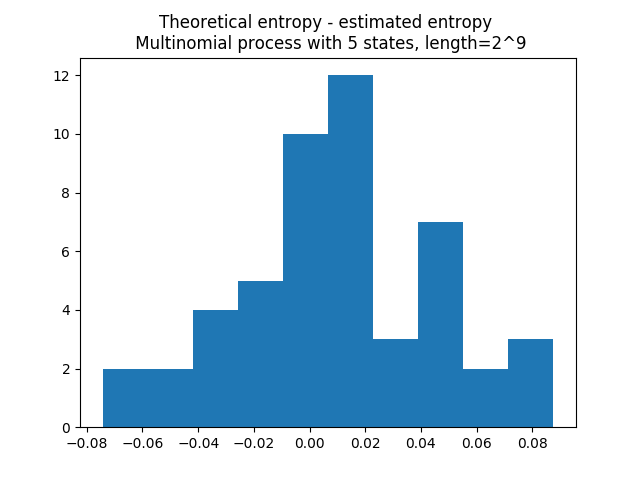 Theoretical entropy - estimated entropy
Multinomial process with 5 states, length=2^9
12
10
8
6
4
2
0
−0.08 −0.06 −0.04 −0.02 0.00 0.02 0.04 0.06 0.08